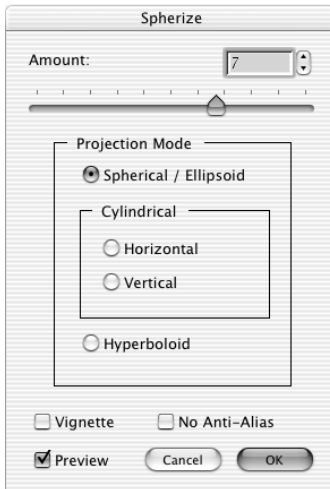 Spherize
Amount: 7
Projection Mode
Spherical / Ellipsoid
Cylindrical
Horizontal
Vertical
Hyperboloid
Vignette No Anti-Alias
Preview Cancel OK